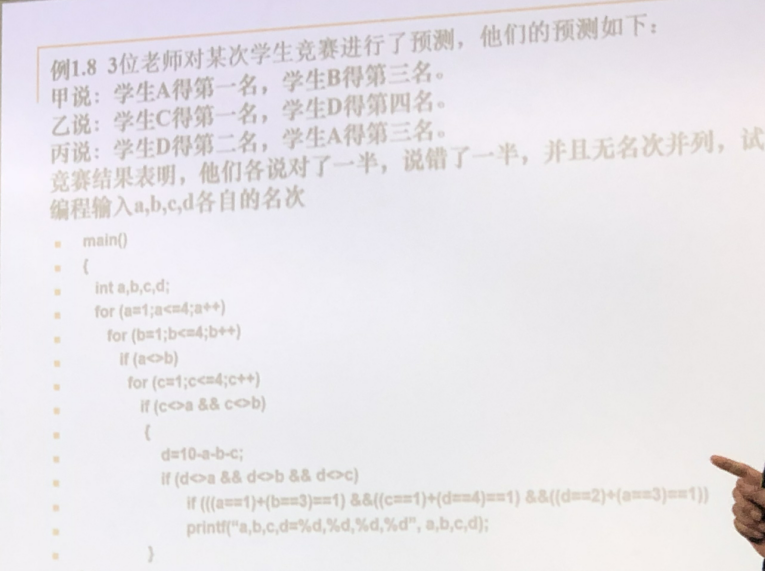 例1.8 3位老师对某次学生竞赛进行了预测，他们的预测如下：
甲说：学生A得第一名，学生B得第三名。
乙说：学生C得第一名，学生D得第四名。
丙说：学生D得第二名，学生A得第三名。
竞赛结果表明，他们各说对了一半，说错了一半，并且无名次并列，试
编程输入a,b,c,d各自的名次
main()
{
int a,b,c,d;
for (a=1;a<=4;a++)
for (b=1;b<=4;b++)
if (a<>b)
for (c=1;c<=4;c++)
if (c<>a && c<>b)
{
d=10-a-b-c;
if (d<>a && d<>b && d<>c)
if (((a==1)+(b==3)==1) &&((c==1)+(d==4)==1) &&((d==2)+(a==3)==1))
printf("a,b,c,d=%d,%d,%d,%d", a,b,c,d);
}